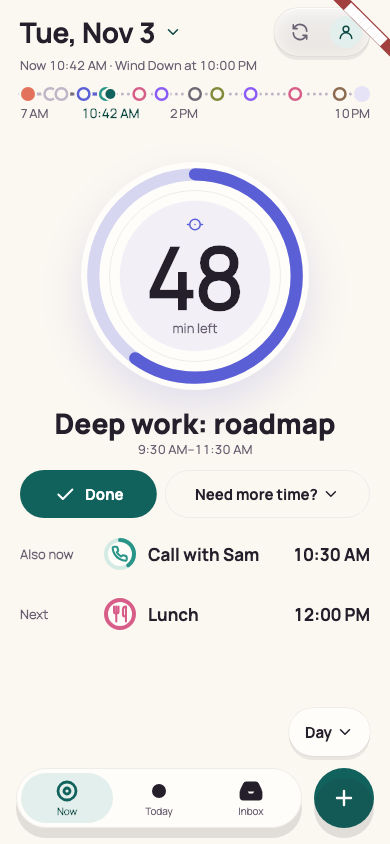 Tue, Nov 3
Now 10:42 AM · Wind Down at 10:00 PM
7 AM 10:42 AM 2 PM 10 PM
48
min left
Deep work: roadmap
9:30 AM–11:30 AM
Done
Need more time?
Also now Call with Sam 10:30 AM
Next Lunch 12:00 PM
Day
Now Today Inbox